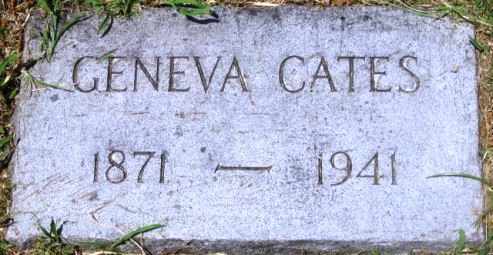 GENEVA CATES
1871 — 1941